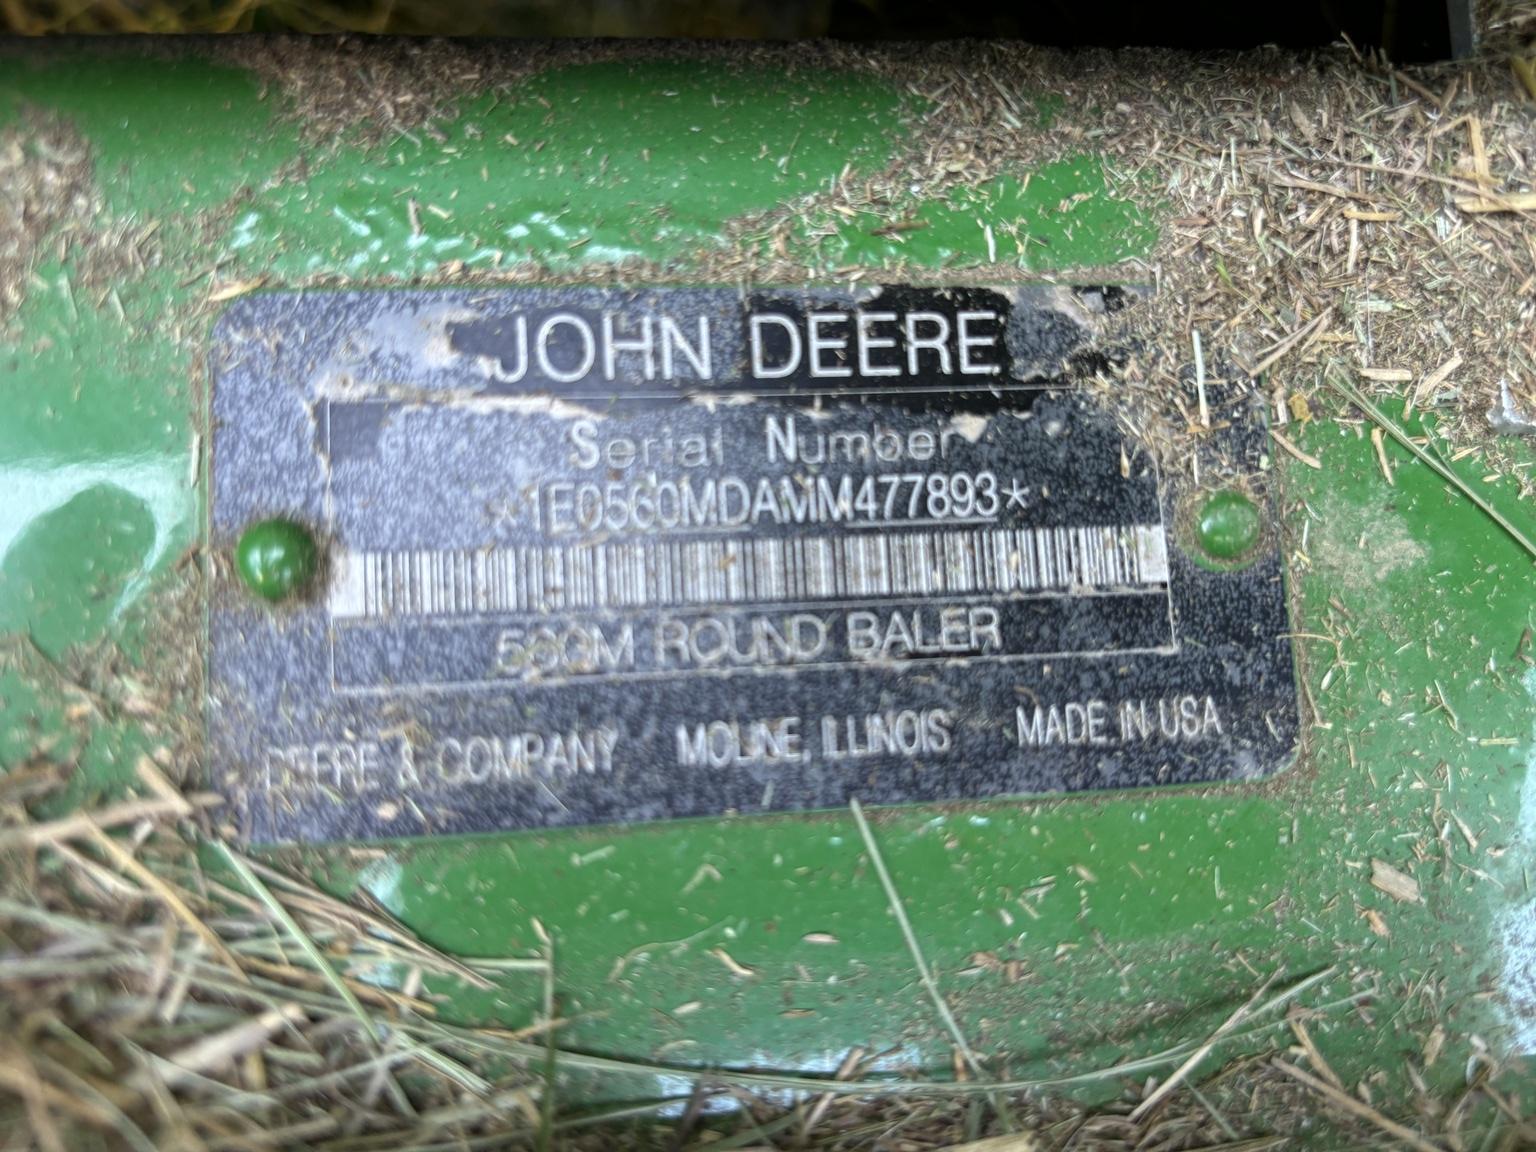 JOHN DEERE
Serial Number
*1E0560MDAMM477893*
560M ROUND BALER
DEERE & COMPANY MOLINE, ILLINOIS MADE IN USA